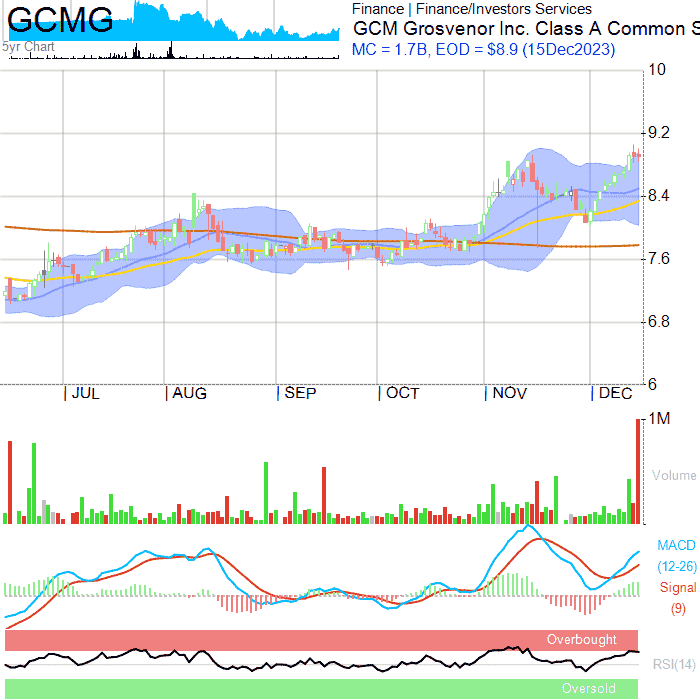 GCMG
5yr Chart
Finance | Finance/Investors Services
GCM Grosvenor Inc. Class A Common S
MC = 1.7B, EOD = $8.9 (15Dec2023)
10
9.2
8.4
7.6
6.8
6
JUL
AUG
SEP
OCT
NOV
DEC
1M
Volume
MACD
(12-26)
Signal
(9)
Overbought
RSI(14)
Oversold